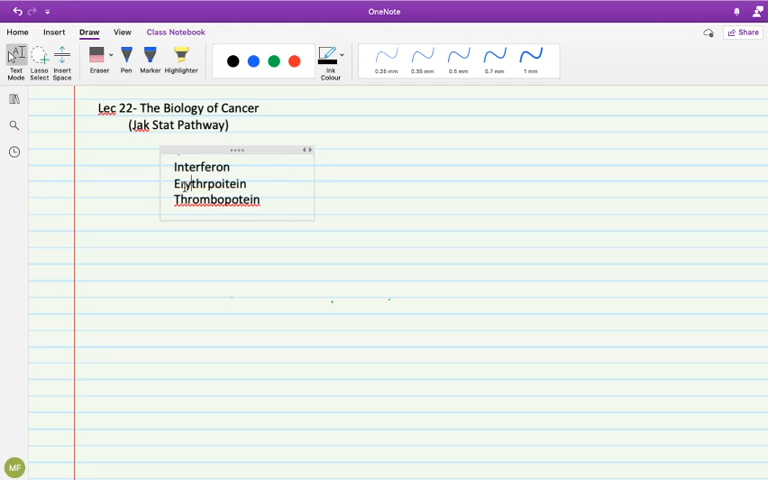 OneNote
Home Insert Draw View Class Notebook
Share
Text Mode
Lasso Select
Insert Space
Eraser
Pen
Marker
Highlighter
Ink Colour
0.25 mm
0.35 mm
0.5 mm
0.7 mm
1 mm
Lec 22- The Biology of Cancer
(Jak Stat Pathway)
Interferon
Erythrpoitein
Thrombopotein
MF